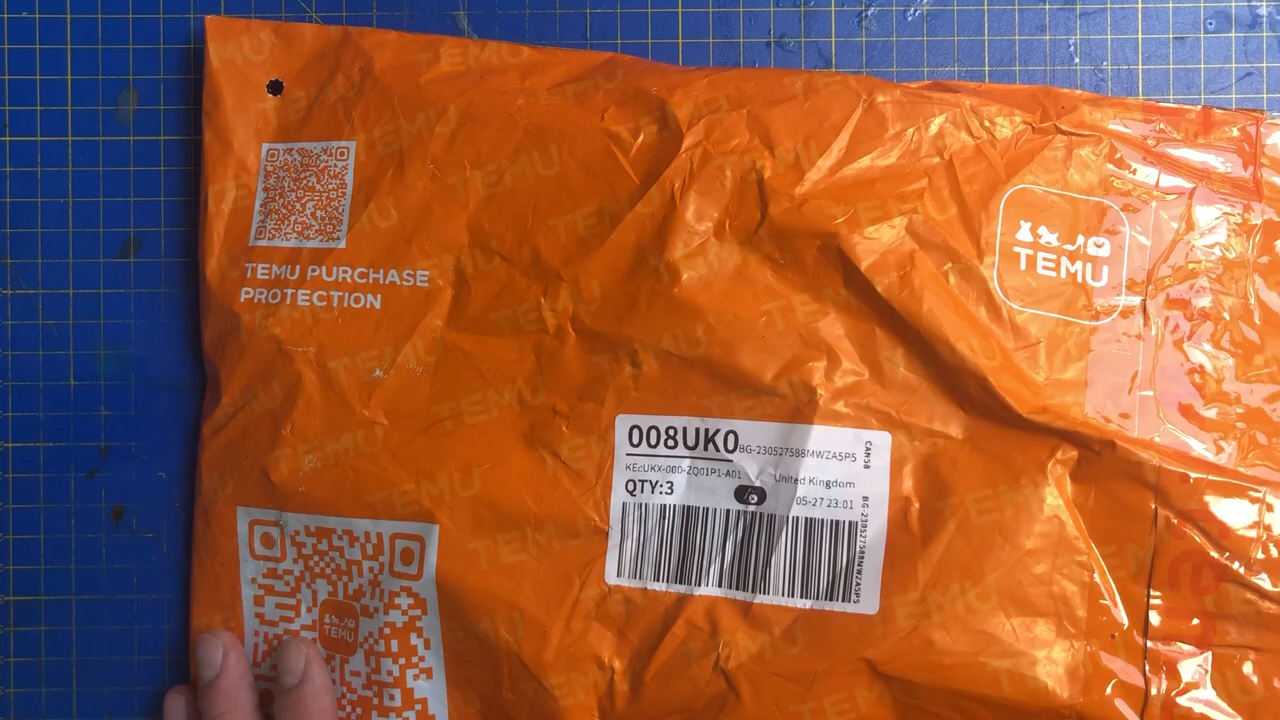 TEMU PURCHASE
PROTECTION
TEMU
008UK0
BG-230527588MWZA5P5
CAN58
KEcUKX-000-ZQ01P1-A01
United Kingdom
QTY:3
05-27 23:01
BG-230527588MWZA5P5
TEMU